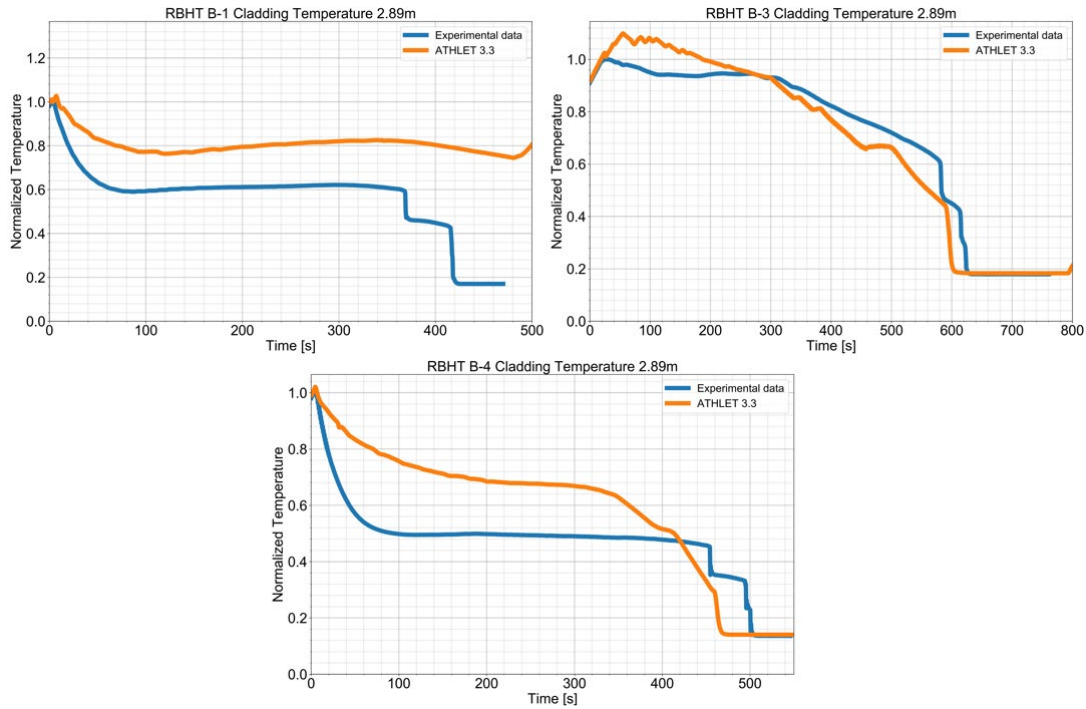 RBHT B-1 Cladding Temperature 2.89m
Experimental data
ATHLET 3.3
Normalized Temperature
1.2
1.0
0.8
0.6
0.4
0.2
0.0
0 100 200 300 400 500
Time [s]
RBHT B-3 Cladding Temperature 2.89m
Experimental data
ATHLET 3.3
Normalized Temperature
1.0
0.8
0.6
0.4
0.2
0.0
0 100 200 300 400 500 600 700 800
Time [s]
RBHT B-4 Cladding Temperature 2.89m
Experimental data
ATHLET 3.3
Normalized Temperature
1.0
0.8
0.6
0.4
0.2
0.0
0 100 200 300 400 500
Time [s]